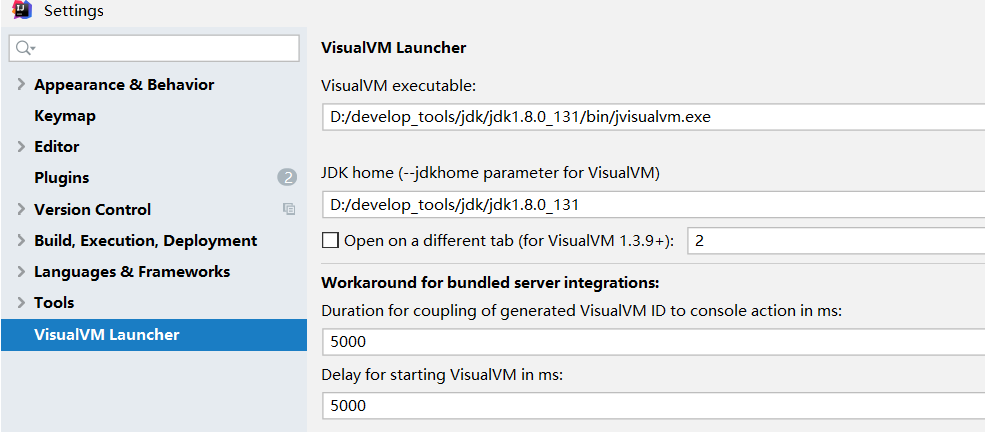 Settings
Appearance & Behavior
Keymap
Editor
Plugins 2
Version Control
Build, Execution, Deployment
Languages & Frameworks
Tools
VisualVM Launcher
VisualVM Launcher
VisualVM executable:
D:/develop_tools/jdk/jdk1.8.0_131/bin/jvisualvm.exe
JDK home (--jdkhome parameter for VisualVM)
D:/develop_tools/jdk/jdk1.8.0_131
Open on a different tab (for VisualVM 1.3.9+): 2
Workaround for bundled server integrations:
Duration for coupling of generated VisualVM ID to console action in ms:
5000
Delay for starting VisualVM in ms:
5000